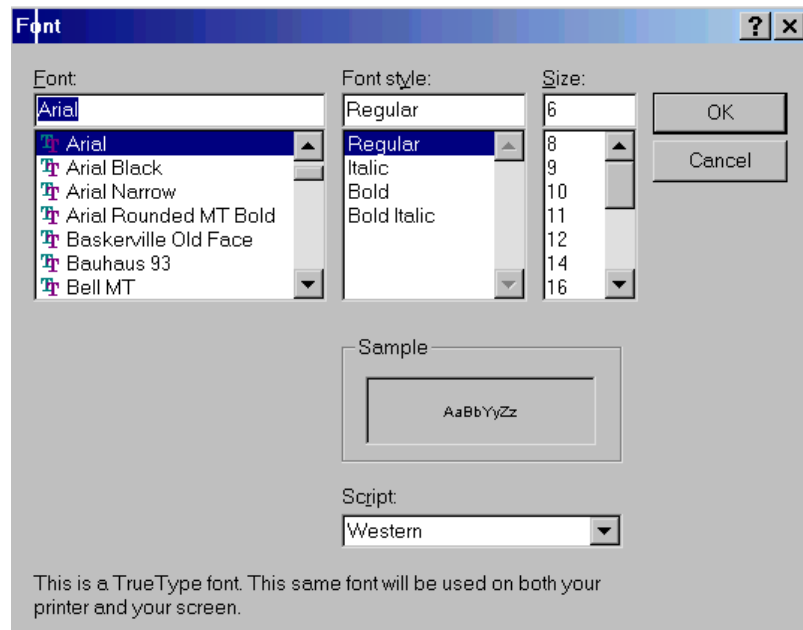 Font
Font:
Arial
Arial
Arial Black
Arial Narrow
Arial Rounded MT Bold
Baskerville Old Face
Bauhaus 93
Bell MT
Font style:
Regular
Regular
Italic
Bold
Bold Italic
Size:
6
8
9
10
11
12
14
16
OK
Cancel
Sample
AaBbYyZz
Script:
Western
This is a TrueType font. This same font will be used on both your
printer and your screen.